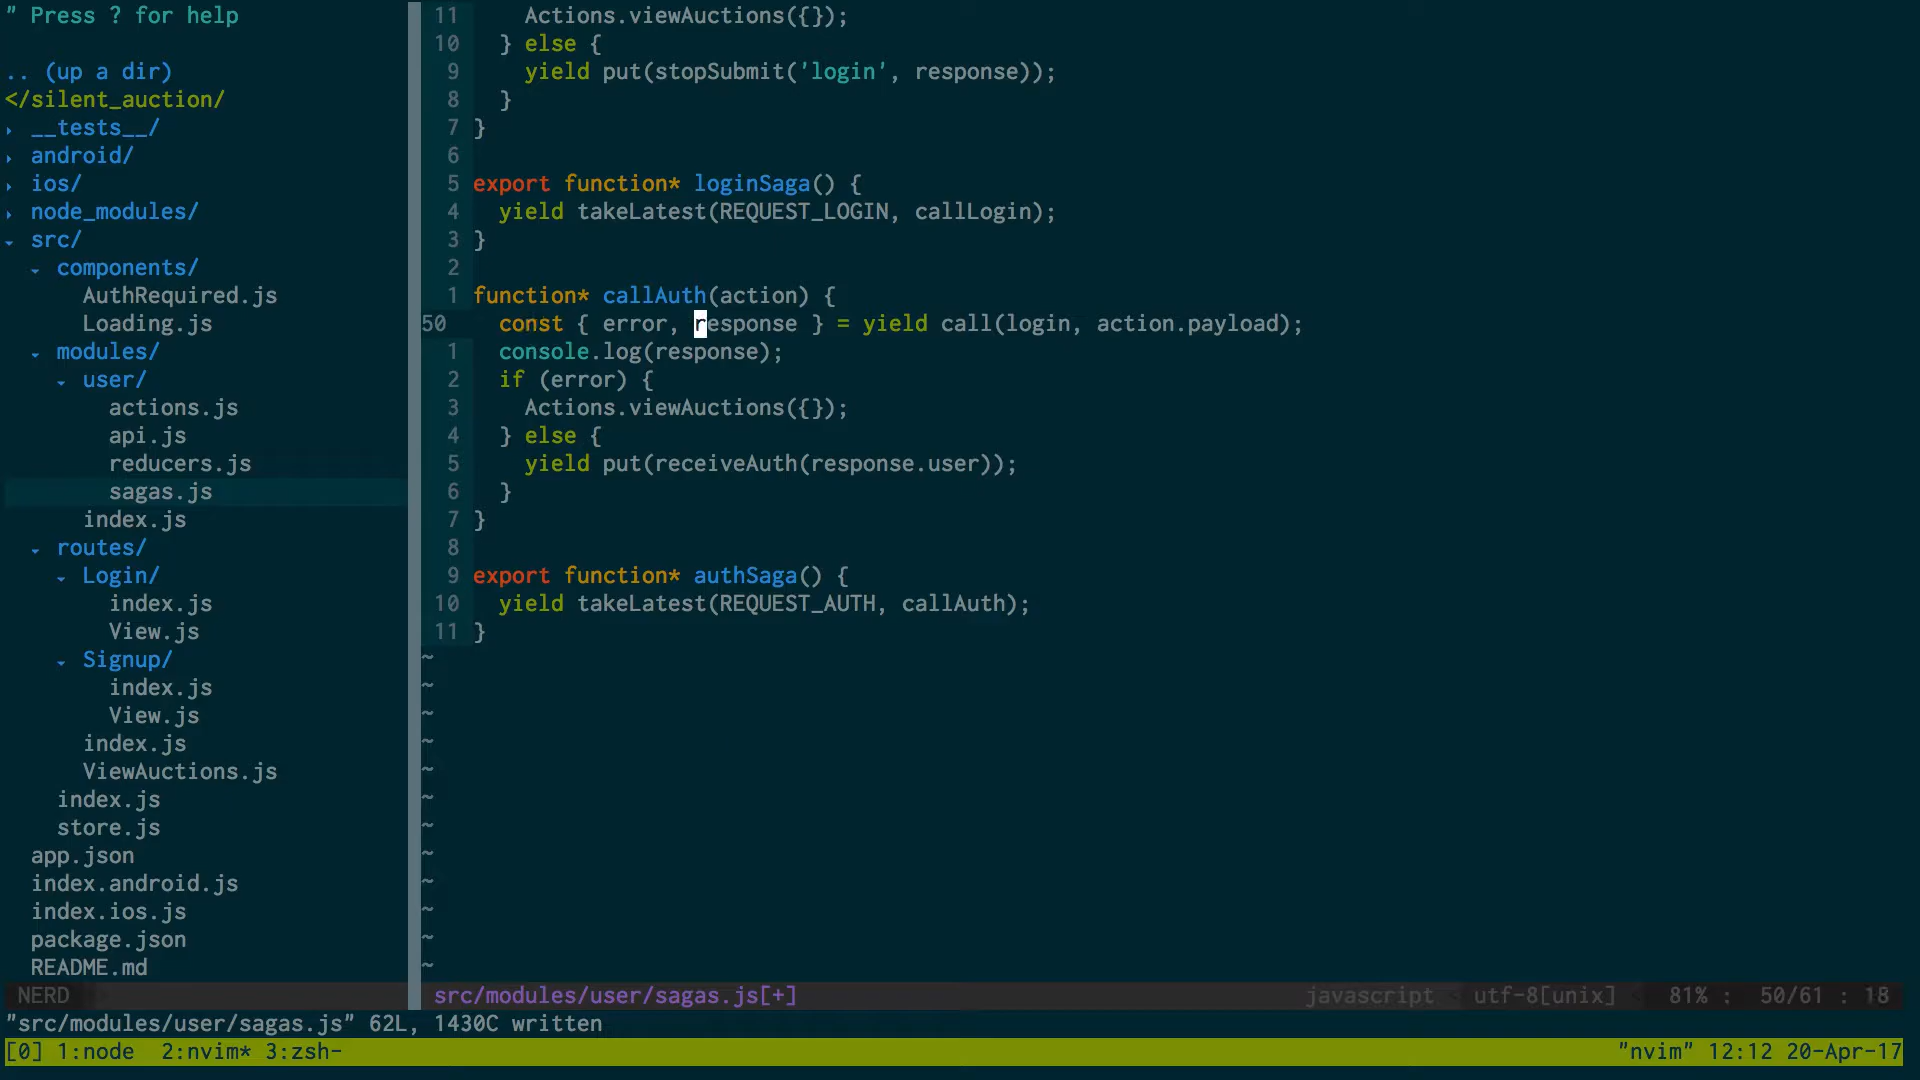 " Press ? for help
.. (up a dir)
</silent_auction/
▸ __tests__/
▸ android/
▸ ios/
▸ node_modules/
▾ src/
▾ components/
AuthRequired.js
Loading.js
▾ modules/
▾ user/
actions.js
api.js
reducers.js
sagas.js
index.js
▾ routes/
▾ Login/
index.js
View.js
▾ Signup/
index.js
View.js
index.js
ViewAuctions.js
index.js
store.js
app.json
index.android.js
index.ios.js
package.json
README.md
NERD
11     Actions.viewAuctions({});
10   } else {
9     yield put(stopSubmit('login', response));
8   }
7 }
6
5 export function* loginSaga() {
4   yield takeLatest(REQUEST_LOGIN, callLogin);
3 }
2
1 function* callAuth(action) {
50   const { error, response } = yield call(login, action.payload);
1   console.log(response);
2   if (error) {
3     Actions.viewAuctions({});
4   } else {
5     yield put(receiveAuth(response.user));
6   }
7 }
8
9 export function* authSaga() {
10   yield takeLatest(REQUEST_AUTH, callAuth);
11 }
~
~
~
~
~
~
~
~
~
~
~
~
src/modules/user/sagas.js[+] javascript < utf-8[unix] < 81% : 50/61 : 18
"src/modules/user/sagas.js" 62L, 1430C written
[0] 1:node  2:nvim* 3:zsh- "nvim" 12:12 20-Apr-17